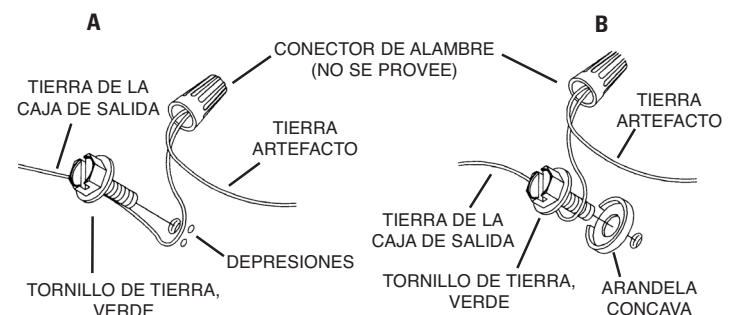 A
B
CONECTOR DE ALAMBRE
(NO SE PROVEE)
TIERRA DE LA
CAJA DE SALIDA
TIERRA
ARTEFACTO
TIERRA
ARTEFACTO
TIERRA DE LA
CAJA DE SALIDA
DEPRESIONES
TORNILLO DE TIERRA,
VERDE
TORNILLO DE TIERRA,
VERDE
ARANDELA
CONCAVA